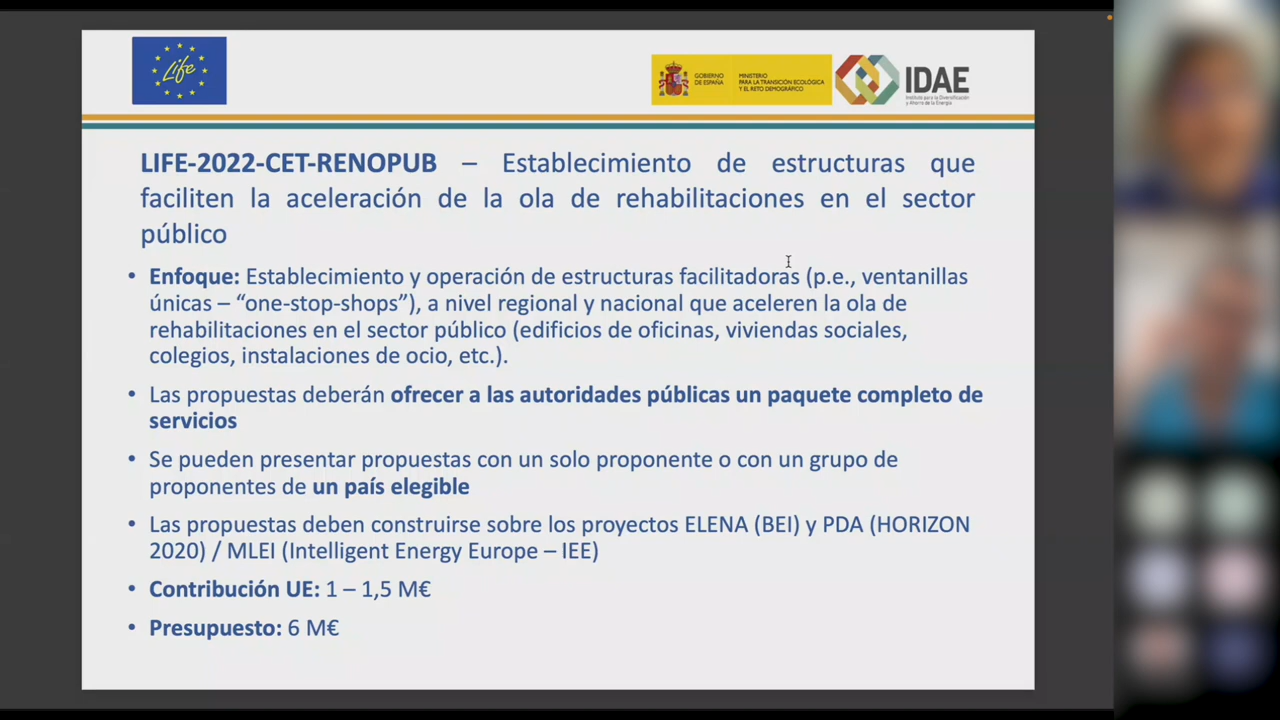 Life
GOBIERNO
DE ESPAÑA
MINISTERIO
PARA LA TRANSICIÓN ECOLÓGICA
Y EL RETO DEMOGRÁFICO
IDAE
Instituto para la Diversificación
y Ahorro de la Energía
LIFE-2022-CET-RENOPUB – Establecimiento de estructuras que
faciliten la aceleración de la ola de rehabilitaciones en el sector
público
• Enfoque: Establecimiento y operación de estructuras facilitadoras (p.e., ventanillas
únicas – “one-stop-shops”), a nivel regional y nacional que aceleren la ola de
rehabilitaciones en el sector público (edificios de oficinas, viviendas sociales,
colegios, instalaciones de ocio, etc.).
• Las propuestas deberán ofrecer a las autoridades públicas un paquete completo de
servicios
• Se pueden presentar propuestas con un solo proponente o con un grupo de
proponentes de un país elegible
• Las propuestas deben construirse sobre los proyectos ELENA (BEI) y PDA (HORIZON
2020) / MLEI (Intelligent Energy Europe – IEE)
• Contribución UE: 1 – 1,5 M€
• Presupuesto: 6 M€